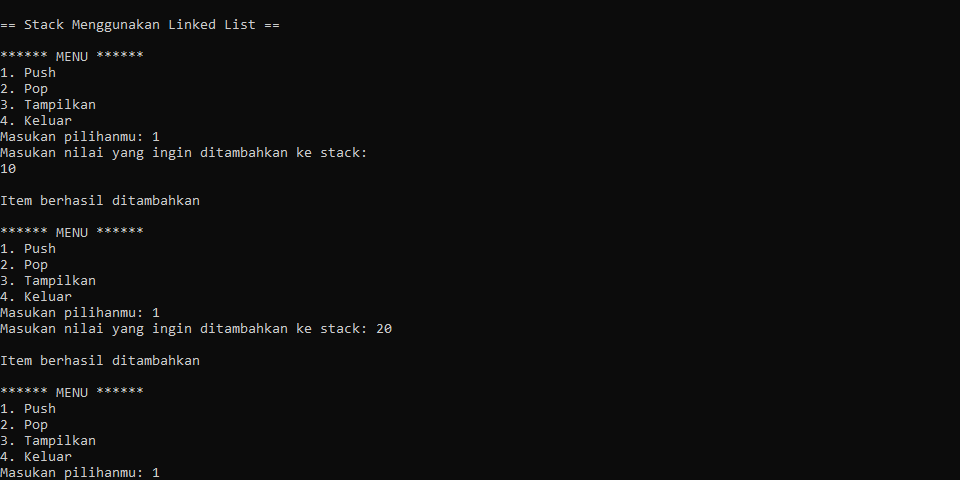 == Stack Menggunakan Linked List ==
****** MENU ******
1. Push
2. Pop
3. Tampilkan
4. Keluar
Masukan pilihanmu: 1
Masukan nilai yang ingin ditambahkan ke stack:
10
Item berhasil ditambahkan
****** MENU ******
1. Push
2. Pop
3. Tampilkan
4. Keluar
Masukan pilihanmu: 1
Masukan nilai yang ingin ditambahkan ke stack: 20
Item berhasil ditambahkan
****** MENU ******
1. Push
2. Pop
3. Tampilkan
4. Keluar
Masukan pilihanmu: 1